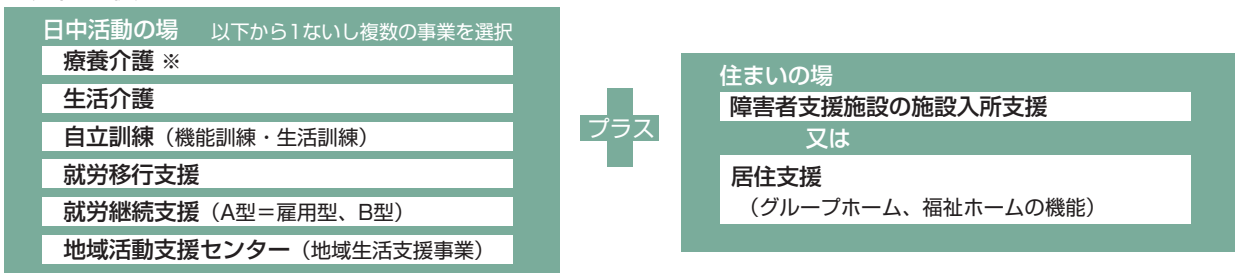 日中活動の場 以下から1ないし複数の事業を選択
療養介護 ※
生活介護
自立訓練（機能訓練・生活訓練）
就労移行支援
就労継続支援（A型＝雇用型、B型）
地域活動支援センター（地域生活支援事業）
プラス
住まいの場
障害者支援施設の施設入所支援
又は
居住支援
（グループホーム、福祉ホームの機能）